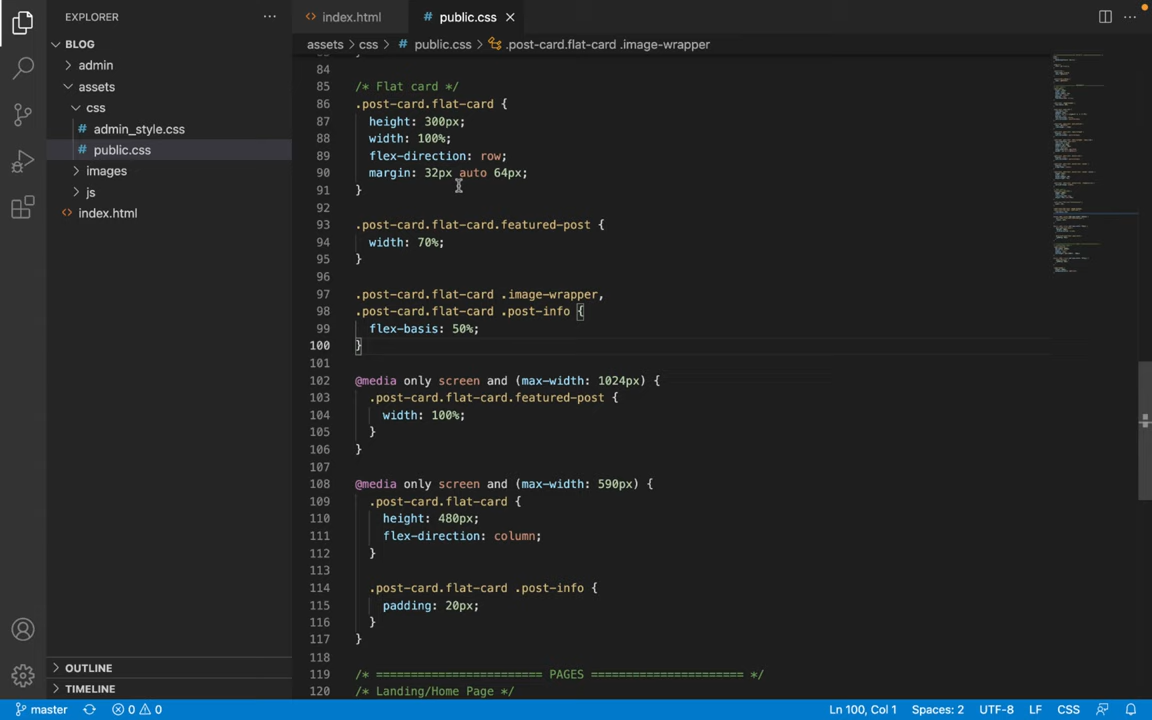 EXPLORER
BLOG
admin
assets
css
admin_style.css
public.css
images
js
index.html
OUTLINE
TIMELINE
index.html
public.css
assets > css > public.css > .post-card.flat-card .image-wrapper
84
85 /* Flat card */
86 .post-card.flat-card {
87 height: 300px;
88 width: 100%;
89 flex-direction: row;
90 margin: 32px auto 64px;
91 }
92
93 .post-card.flat-card.featured-post {
94 width: 70%;
95 }
96
97 .post-card.flat-card .image-wrapper,
98 .post-card.flat-card .post-info {
99 flex-basis: 50%;
100 }
101
102 @media only screen and (max-width: 1024px) {
103 .post-card.flat-card.featured-post {
104 width: 100%;
105 }
106 }
107
108 @media only screen and (max-width: 590px) {
109 .post-card.flat-card {
110 height: 480px;
111 flex-direction: column;
112 }
113
114 .post-card.flat-card .post-info {
115 padding: 20px;
116 }
117 }
118
119 /* ======================== PAGES ====================== */
120 /* Landing/Home Page */
master 0 0 Ln 100, Col 1 Spaces: 2 UTF-8 LF CSS